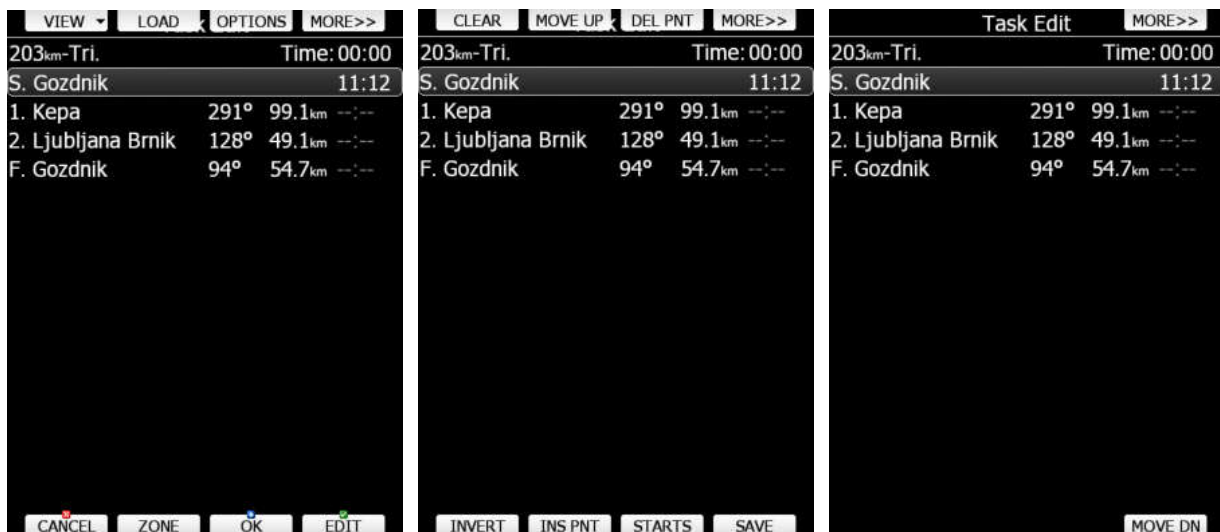 VIEW LOAD OPTIONS MORE>>
203km-Tri. Time: 00:00
S. Gozdnik 11:12
1. Kepa 291° 99.1km --:--
2. Ljubljana Brnik 128° 49.1km --:--
F. Gozdnik 94° 54.7km --:--
CANCEL ZONE OK EDIT
CLEAR MOVE UP DEL PNT MORE>>
203km-Tri. Time: 00:00
S. Gozdnik 11:12
1. Kepa 291° 99.1km --:--
2. Ljubljana Brnik 128° 49.1km --:--
F. Gozdnik 94° 54.7km --:--
INVERT INS PNT STARTS SAVE
Task Edit MORE>>
203km-Tri. Time: 00:00
S. Gozdnik 11:12
1. Kepa 291° 99.1km --:--
2. Ljubljana Brnik 128° 49.1km --:--
F. Gozdnik 94° 54.7km --:--
MOVE DN